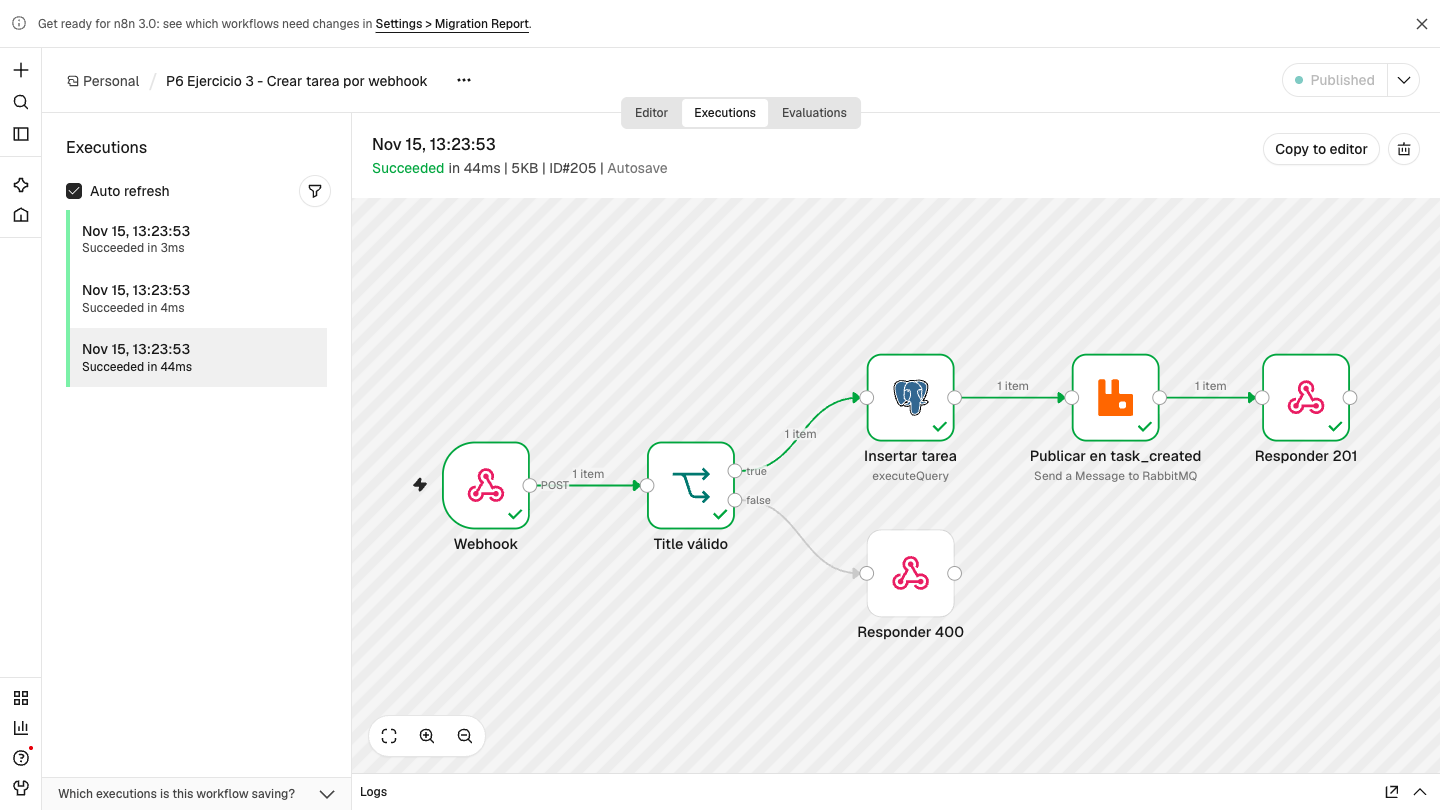 Get ready for n8n 3.0: see which workflows need changes in Settings > Migration Report.
Personal / P6 Ejercicio 3 - Crear tarea por webhook ...
Published
Editor Executions Evaluations
Executions
Auto refresh
Nov 15, 13:23:53
Succeeded in 3ms
Nov 15, 13:23:53
Succeeded in 4ms
Nov 15, 13:23:53
Succeeded in 44ms
Which executions is this workflow saving?
Nov 15, 13:23:53
Succeeded in 44ms | 5KB | ID#205 | Autosave
Copy to editor
Webhook
POST
1 item
Title válido
true
false
1 item
Insertar tarea
executeQuery
1 item
Publicar en task_created
Send a Message to RabbitMQ
1 item
Responder 201
Responder 400
Logs